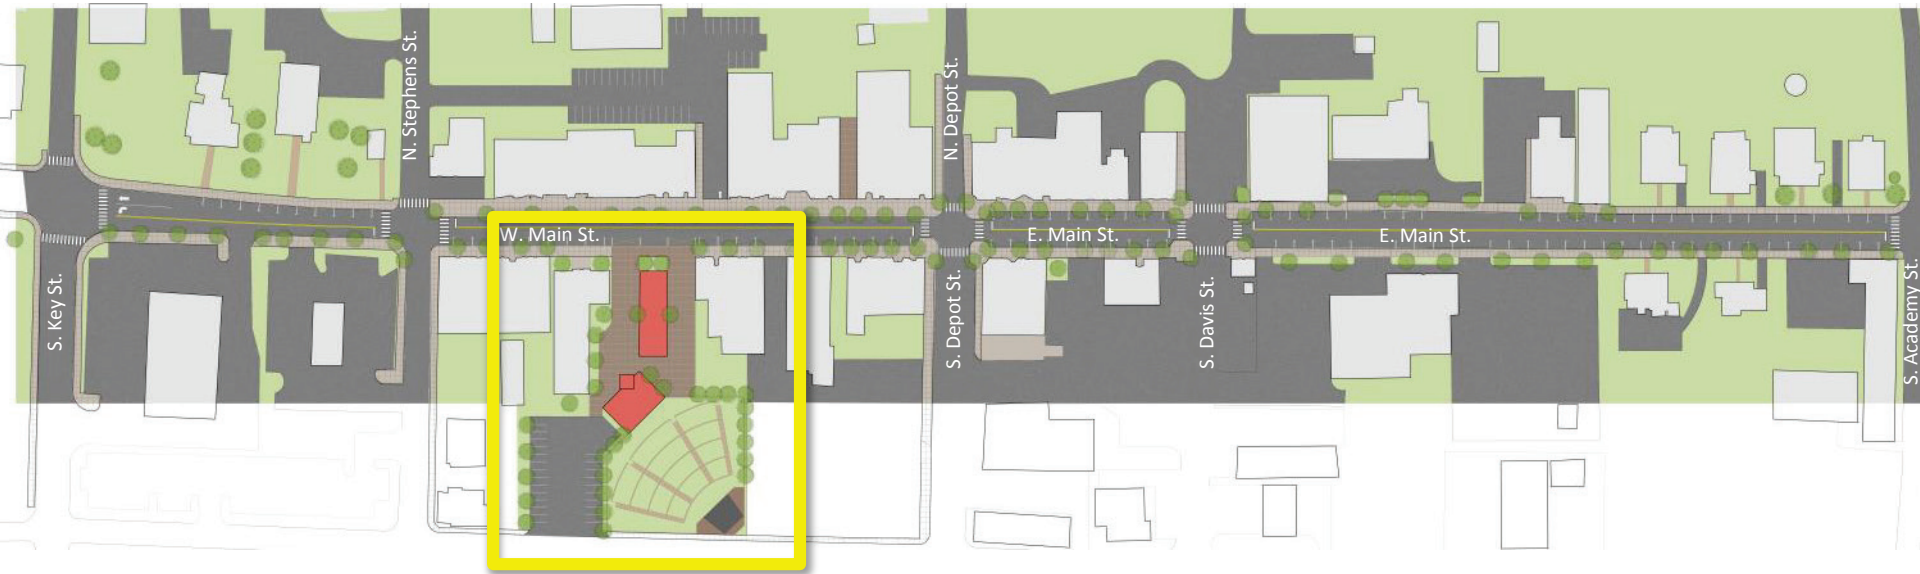 N. Stephens St.
N. Depot St.
W. Main St.
E. Main St.
E. Main St.
S. Key St.
S. Depot St.
S. Davis St.
S. Academy St.